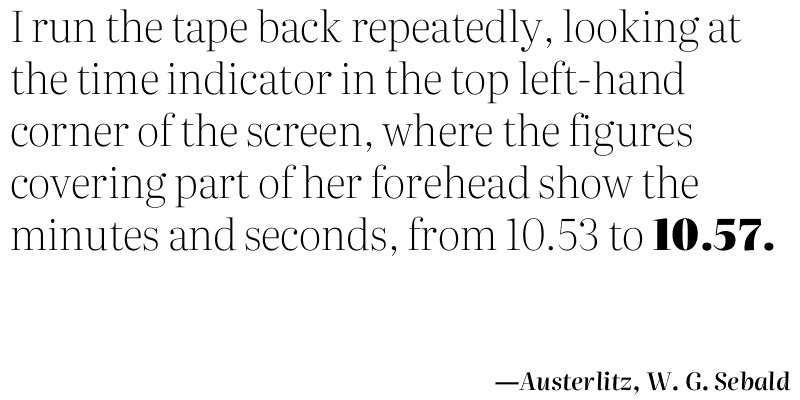 I run the tape back repeatedly, looking at
the time indicator in the top left-hand
corner of the screen, where the figures
covering part of her forehead show the
minutes and seconds, from 10.53 to 10.57.
—Austerlitz, W. G. Sebald